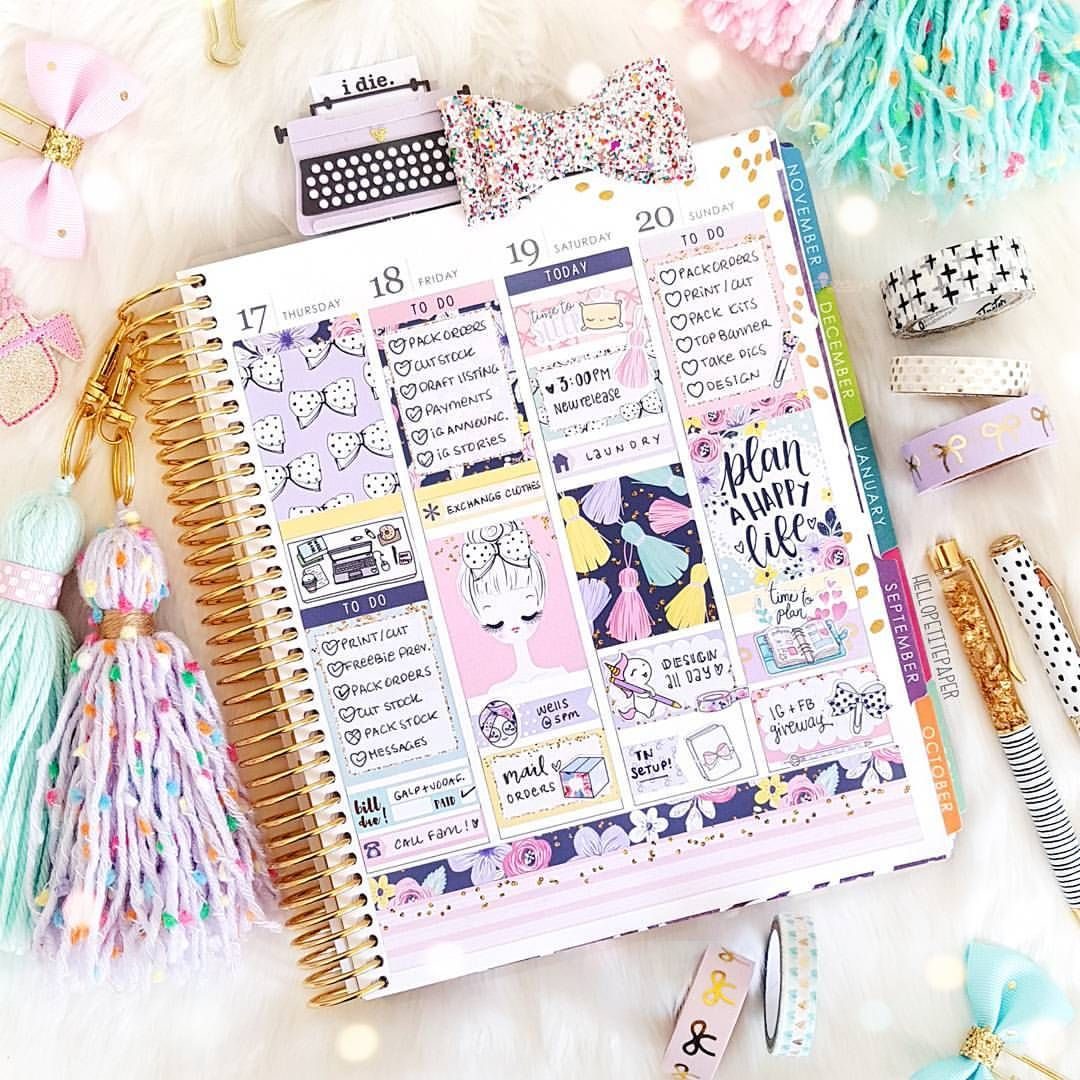 i die.
17 THURSDAY
TO DO
PRINT/CUT
FREEBIE PREV.
PACK ORDERS
CUT STOCK
PACK STOCK
MESSAGES
bill due!
GALP + VODAF.
PAID
CALL FAM!
18 FRIDAY
TO DO
PACK ORDERS
CUT STOCK
DRAFT LISTING
PAYMENTS
IG ANNOUNC.
IG STORIES
EXCHANGE CLOTHES
WELLS
@ 5PM
mail
ORDERS
19 SATURDAY
TODAY
time to
3:00PM
NEW RELEASE
LAUNDRY
DESIGN
all DAY
TN
SETUP!
20 SUNDAY
TO DO
PACK ORDERS
PRINT/CUT
PACK KITS
TOP BANNER
TAKE PICS
DESIGN
plan
A HAPPY
life
time to
plan
IG + FB
giveway
NOVEMBER
DECEMBER
JANUARY
SEPTEMBER
OCTOBER
HELLOPETITEPAPER